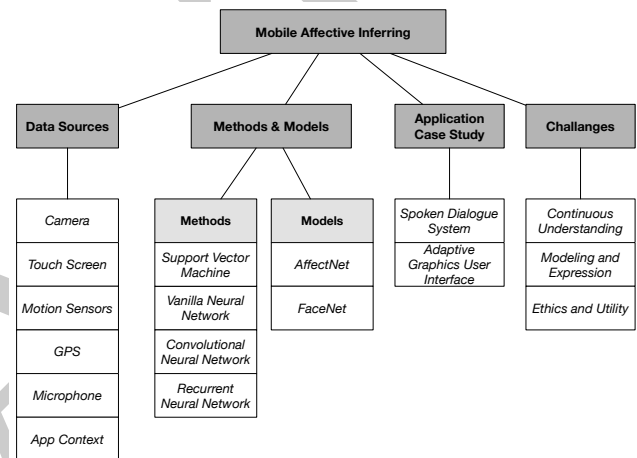 Mobile Affective Inferring
Data Sources
Methods & Models
Application
Case Study
Challanges
Camera
Touch Screen
Motion Sensors
GPS
Microphone
App Context
Methods
Support Vector
Machine
Vanilla Neural
Network
Convolutional
Neural Network
Recurrent
Neural Network
Models
AffectNet
FaceNet
Spoken Dialogue
System
Adaptive
Graphics User
Interface
Continuous
Understanding
Modeling and
Expression
Ethics and Utility